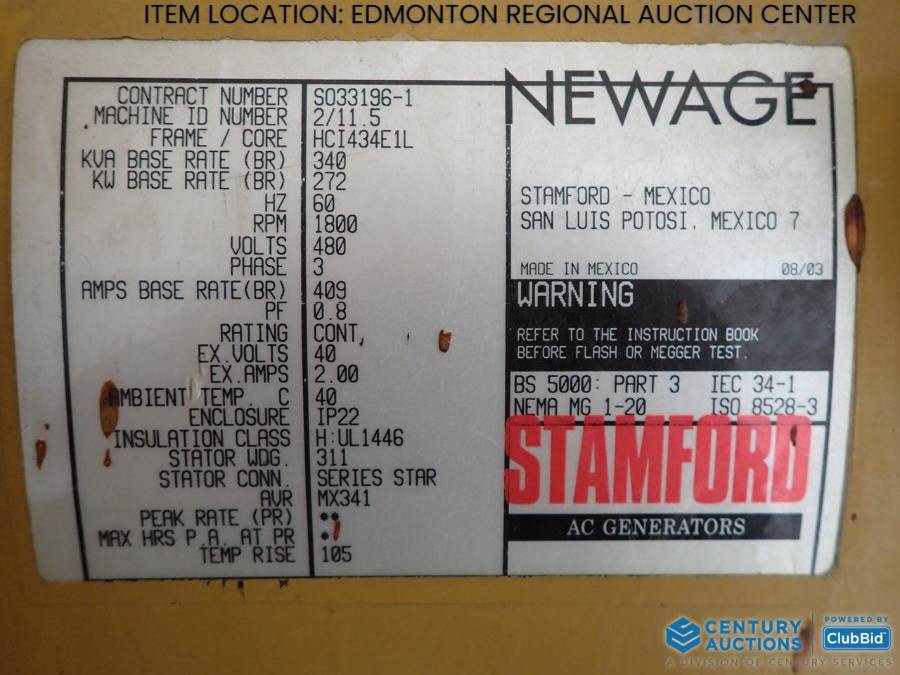 ITEM LOCATION: EDMONTON REGIONAL AUCTION CENTER
CONTRACT NUMBER S033196-1
MACHINE ID NUMBER 2/11.5
FRAME / CORE HCI434E1L
KVA BASE RATE (BR) 340
KW BASE RATE (BR) 272
HZ 60
RPM 1800
VOLTS 480
PHASE 3
AMPS BASE RATE(BR) 409
PF 0.8
RATING CONT.
EX.VOLTS 40
EX.AMPS 2.00
AMBIENT TEMP. C 40
ENCLOSURE IP22
INSULATION CLASS H:UL1446
STATOR WDG. 311
STATOR CONN. SERIES STAR
AVR MX341
PEAK RATE (PR) **
MAX HRS P.A. AT PR *
TEMP RISE 105
NEWAGE
STAMFORD - MEXICO
SAN LUIS POTOSI, MEXICO 7
MADE IN MEXICO 08/03
WARNING
REFER TO THE INSTRUCTION BOOK
BEFORE FLASH OR MEGGER TEST.
BS 5000: PART 3 IEC 34-1
NEMA MG 1-20 ISO 8528-3
STAMFORD
AC GENERATORS
CENTURY
AUCTIONS
POWERED BY
ClubBid
A DIVISION OF CENTURY SERVICES